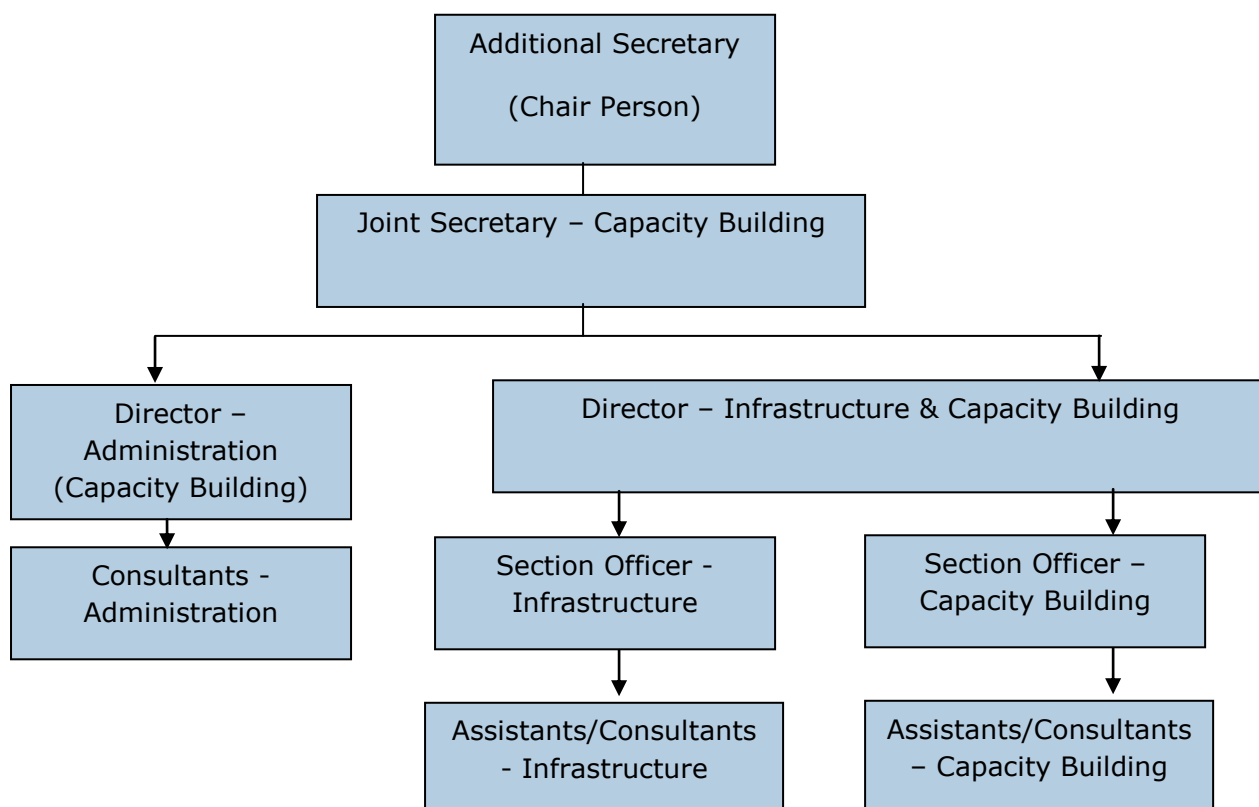 Additional Secretary
(Chair Person)
Joint Secretary – Capacity Building
Director –
Administration
(Capacity Building)
Director – Infrastructure & Capacity Building
Consultants -
Administration
Section Officer -
Infrastructure
Section Officer –
Capacity Building
Assistants/Consultants
- Infrastructure
Assistants/Consultants
– Capacity Building